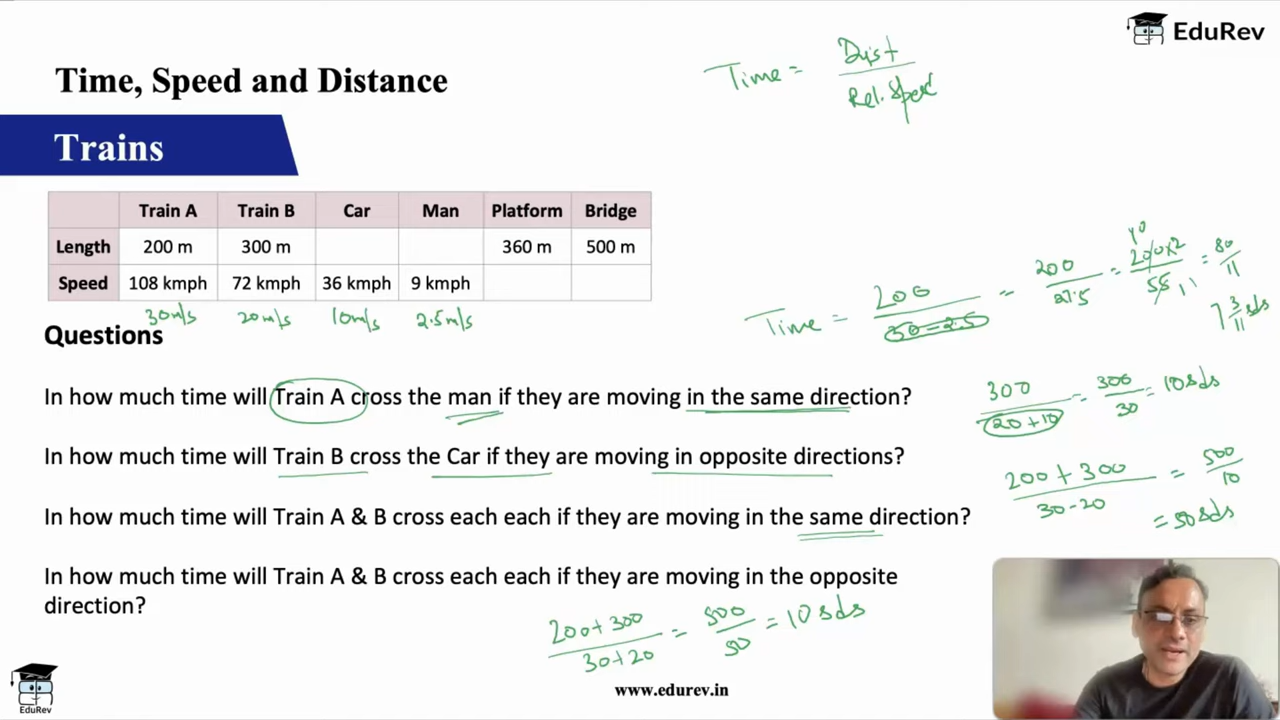 EduRev
Time, Speed and Distance
Time = Dist / Rel. Speed
Trains
Train A Train B Car Man Platform Bridge
Length 200 m 300 m 360 m 500 m
Speed 108 kmph 72 kmph 36 kmph 9 kmph
30m/s 20m/s 10m/s 2.5m/s
Time = 200 / 30-2.5 = 200 / 27.5 = 200x2 / 55 = 80 / 11
40
11
7 3/11 sds
Questions
In how much time will Train A cross the man if they are moving in the same direction?
300 / 20+10 = 300 / 30 = 10sds
In how much time will Train B cross the Car if they are moving in opposite directions?
200+300 / 30-20 = 500 / 10
= 50sds
In how much time will Train A & B cross each each if they are moving in the same direction?
In how much time will Train A & B cross each each if they are moving in the opposite
direction?
200+300 / 30+20 = 500 / 50 = 10sds
EduRev
www.edurev.in